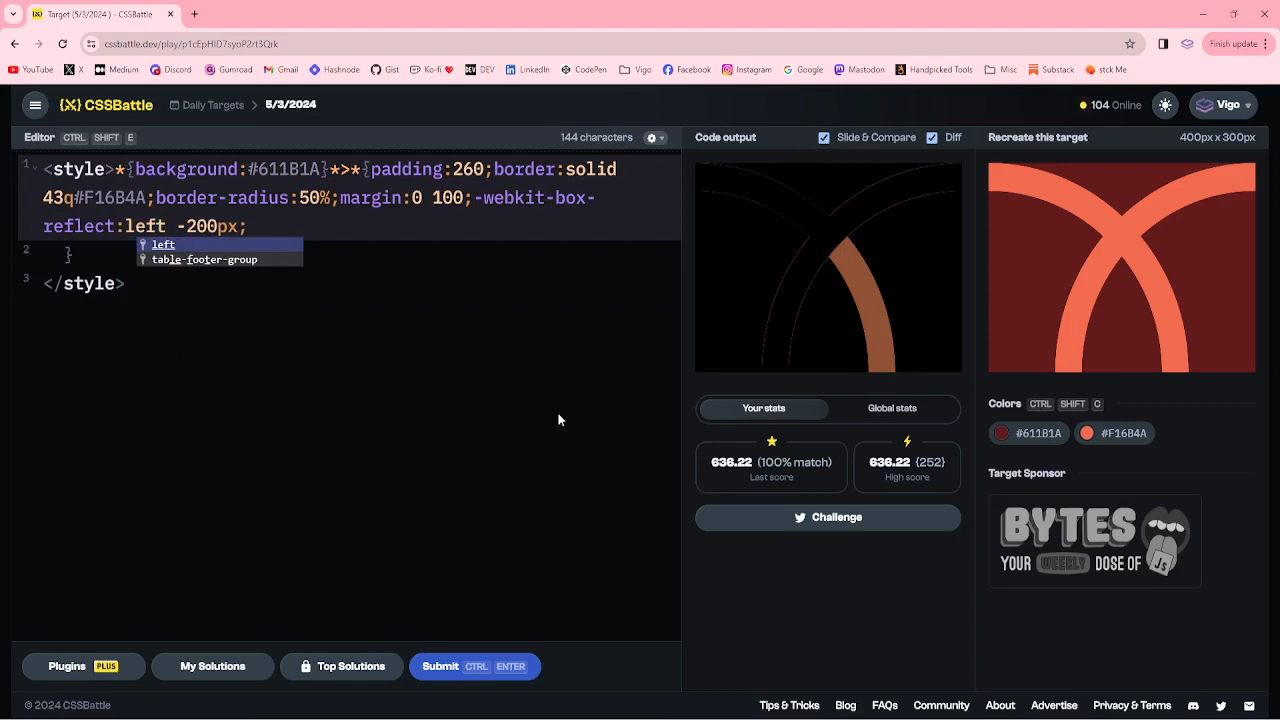 Target (5/3/2024) - CSSBattle
cssbattle.dev/play/p1cEpHID7syoP2rt3Qrk
Finish update
YouTube X Medium Discord Gumroad Gmail Hashnode Gist Ko-fi DEV LinkedIn CodePen Vigo Facebook Instagram Google Mastodon Handpicked Tools Misc Substack stck Me
{X} CSSBattle Daily Targets > 5/3/2024 104 Online Vigo
Editor CTRL SHIFT E 144 characters Code output Slide & Compare Diff Recreate this target 400px x 300px
1 <style>*{background:#611B1A}*>*{padding:260;border:solid
43q#F16B4A;border-radius:50%;margin:0 100;-webkit-box-
reflect:left -200px;
left
2 }
table-footer-group
3 </style>
Your stats Global stats
Colors CTRL SHIFT C
#611B1A #F16B4A
636.22 (100% match) 636.22 {252}
Last score High score
Target Sponsor
Challenge
BYTES
YOUR WEEKLY DOSE OF JS
Plugins PLUS My Solutions Top Solutions Submit CTRL ENTER
© 2024 CSSBattle Tips & Tricks Blog FAQs Community About Advertise Privacy & Terms